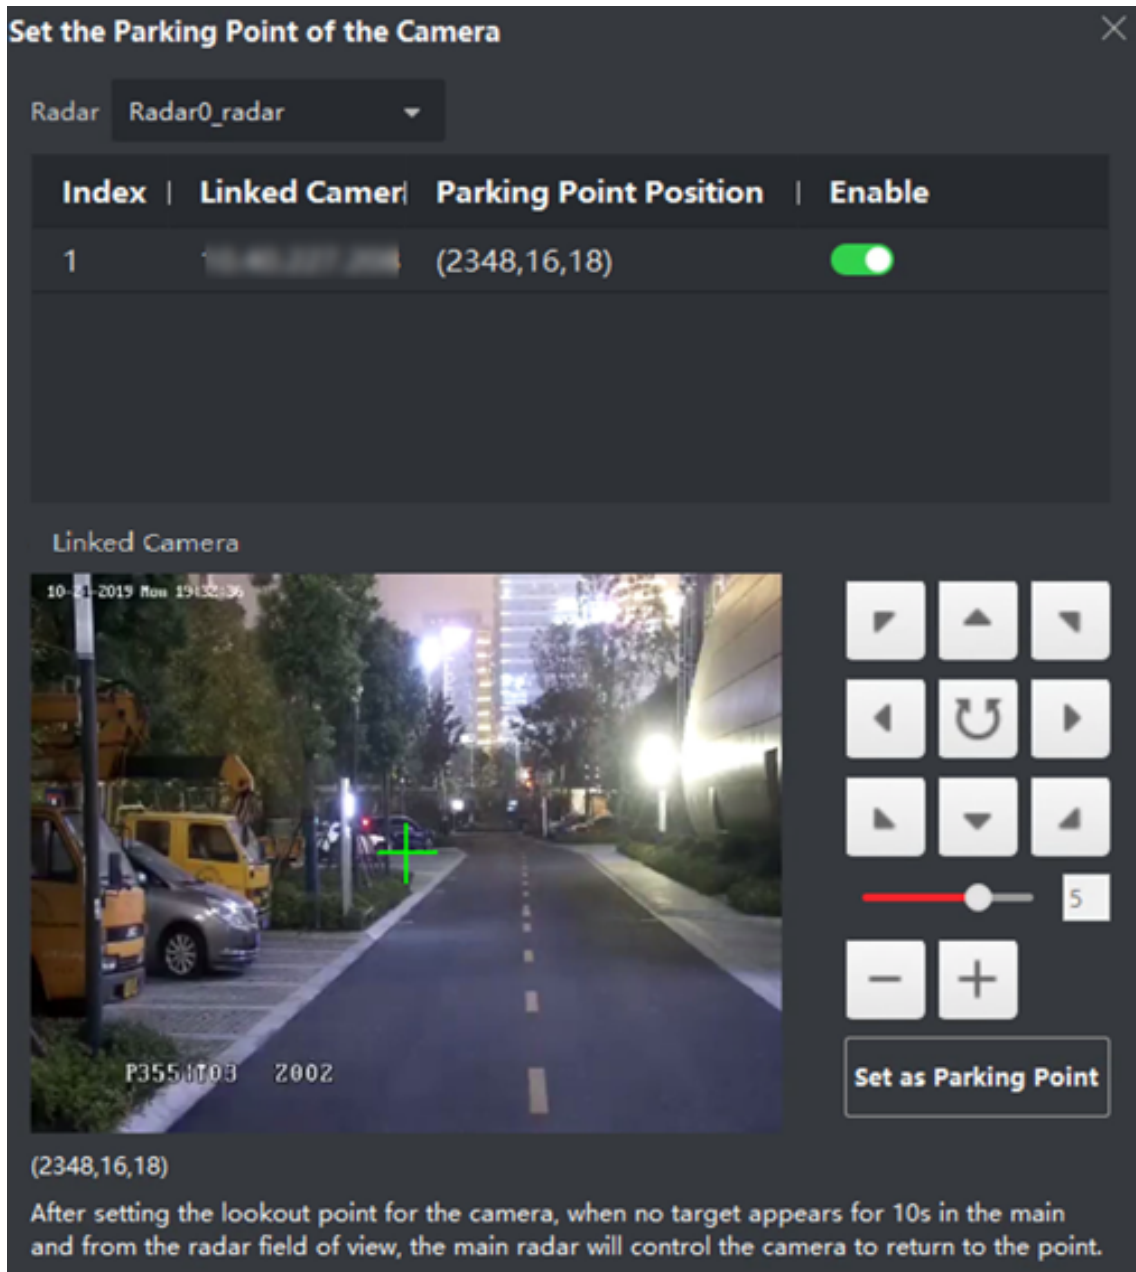 Set the Parking Point of the Camera
Radar Radar0_radar
Index | Linked Camer| Parking Point Position | Enable
1 (2348,16,18)
Linked Camera
2019 Mon
5
Z002
Set as Parking Point
(2348,16,18)
After setting the lookout point for the camera, when no target appears for 10s in the main
and from the radar field of view, the main radar will control the camera to return to the point.